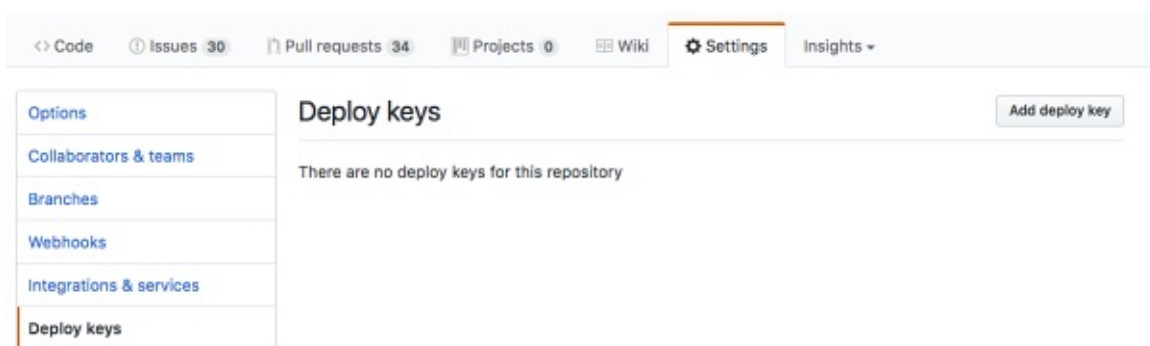 Code Issues 30 Pull requests 34 Projects 0 Wiki Settings Insights
Options
Collaborators & teams
Branches
Webhooks
Integrations & services
Deploy keys
Deploy keys Add deploy key
There are no deploy keys for this repository